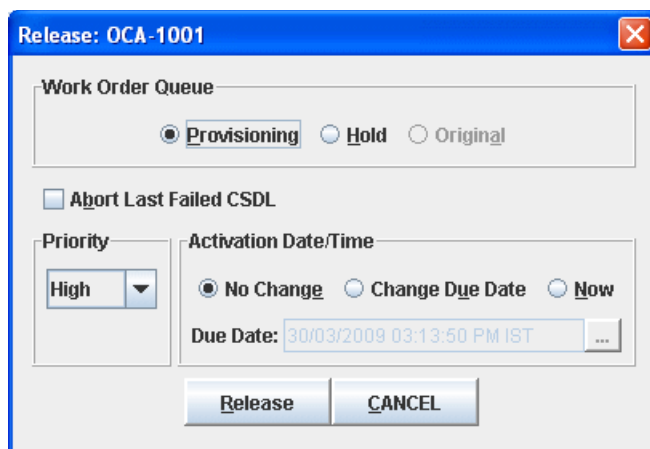 Release: OCA-1001
Work Order Queue
Provisioning Hold Original
Abort Last Failed CSDL
Priority
High
Activation Date/Time
No Change Change Due Date Now
Due Date: 30/03/2009 03:13:50 PM IST ...
Release CANCEL